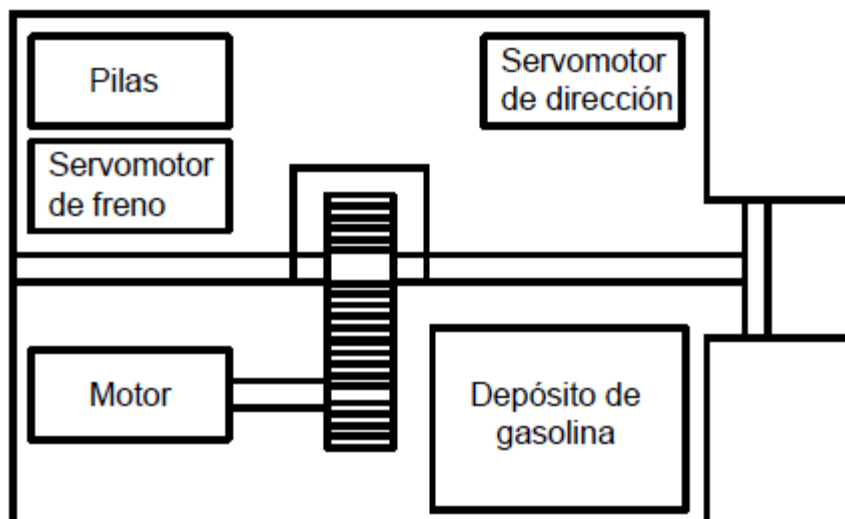 Pilas
Servomotor
de dirección
Servomotor
de freno
Motor
Depósito de
gasolina